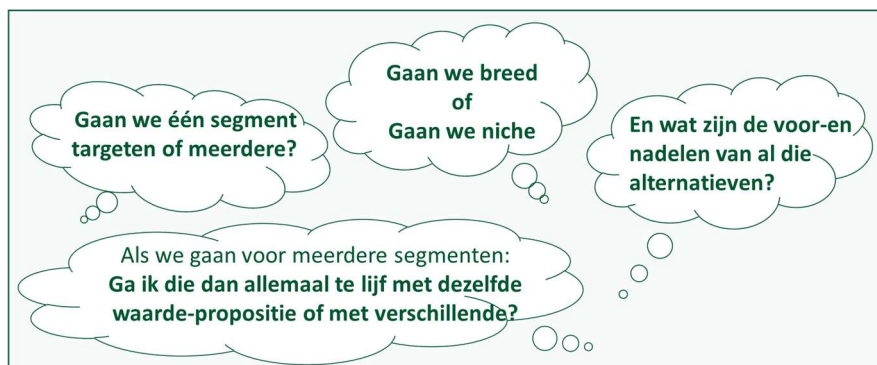 Gaan we één segment
targeten of meerdere?
Gaan we breed
of
Gaan we niche
En wat zijn de voor-en
nadelen van al die
alternatieven?
Als we gaan voor meerdere segmenten:
Ga ik die dan allemaal te lijf met dezelfde
waarde-propositie of met verschillende?